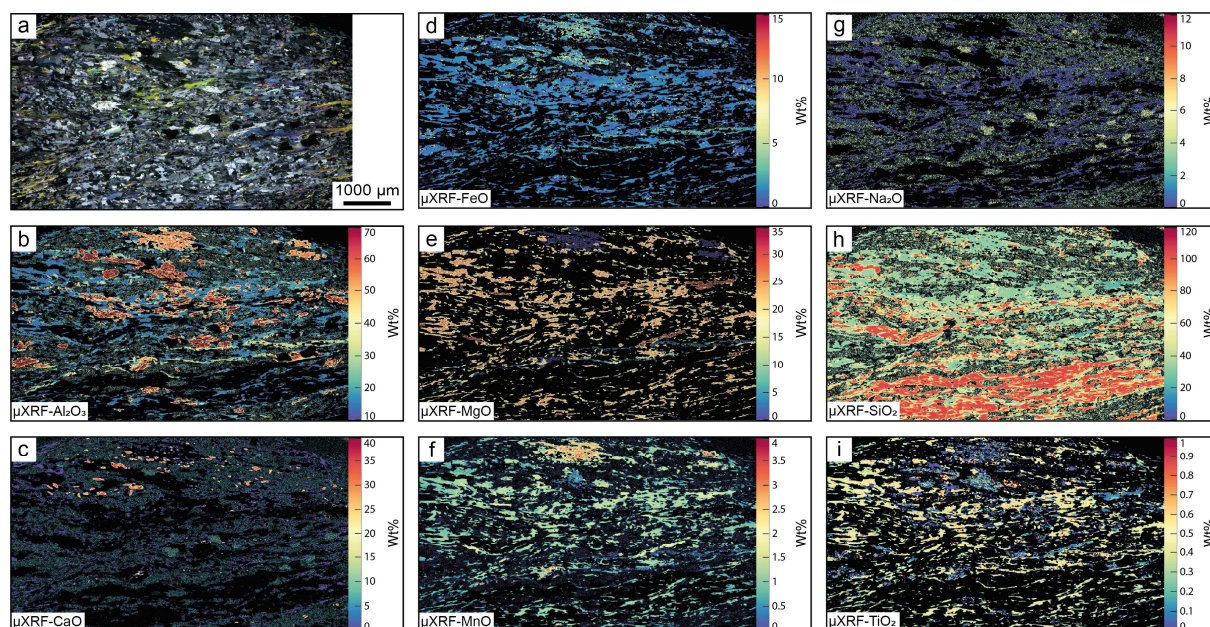 a
1000 μm
d
15
10
5
0
Wt%
μXRF-FeO
g
12
10
8
6
4
2
0
Wt%
μXRF-Na₂O
b
70
60
50
40
30
20
10
Wt%
μXRF-Al₂O₃
e
35
30
25
20
15
10
5
0
Wt%
μXRF-MgO
h
120
100
80
60
40
20
0
Wt%
μXRF-SiO₂
c
40
35
30
25
20
15
10
5
0
Wt%
μXRF-CaO
f
4
3.5
3
2.5
2
1.5
1
0.5
0
Wt%
μXRF-MnO
i
1
0.9
0.8
0.7
0.6
0.5
0.4
0.3
0.2
0.1
0
Wt%
μXRF-TiO₂